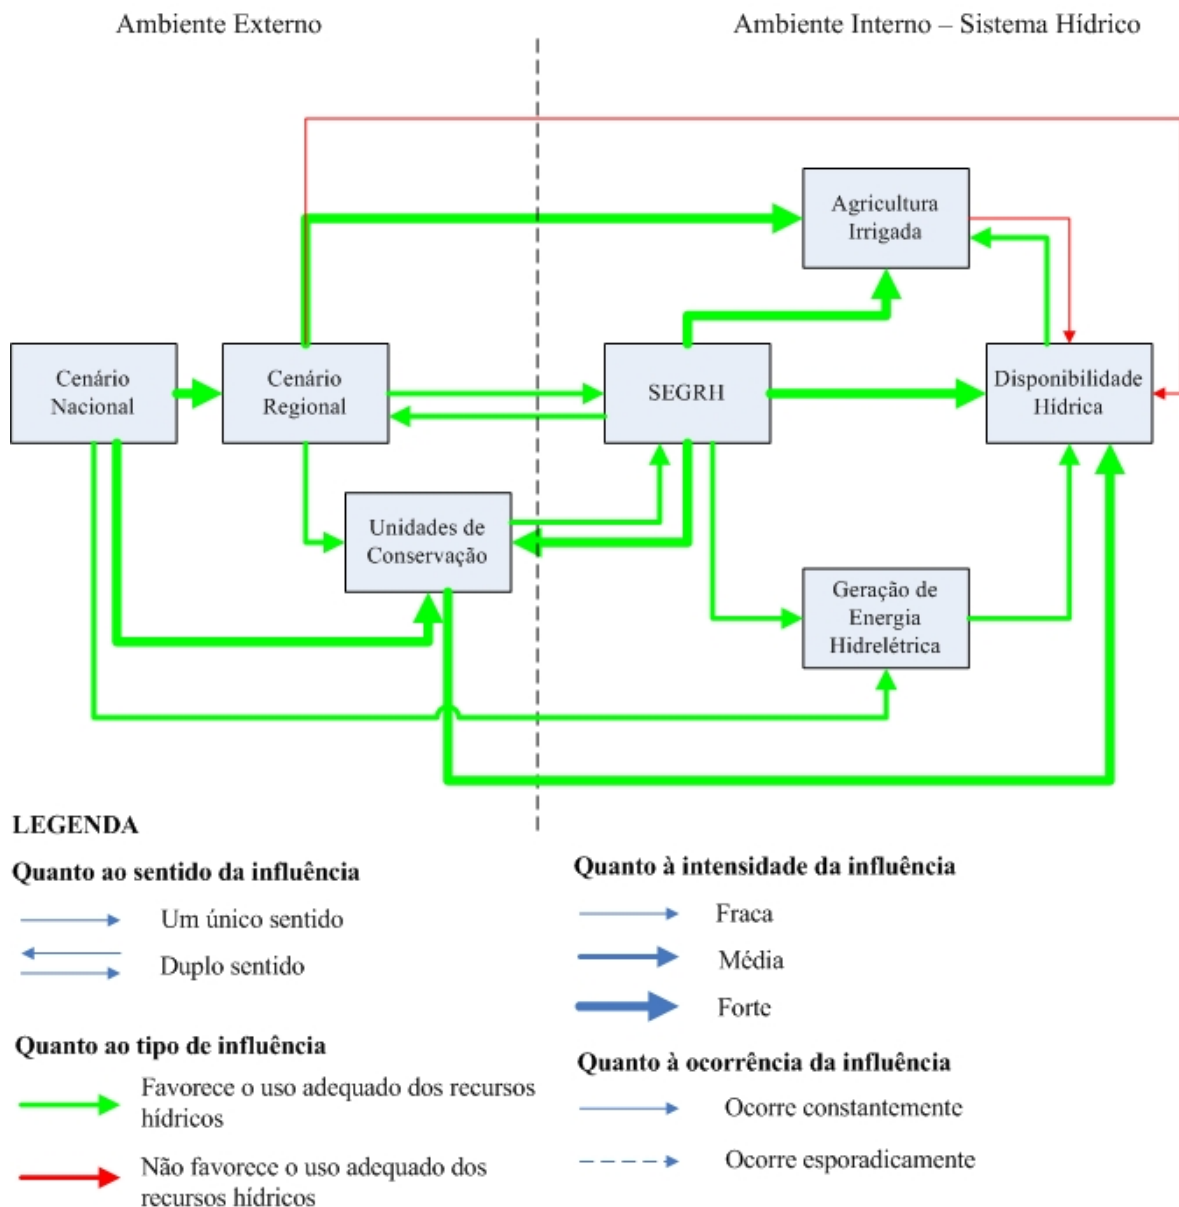 Ambiente Externo
Ambiente Interno – Sistema Hídrico
Agricultura
Irrigada
Cenário
Nacional
Cenário
Regional
SEGRH
Disponibilidade
Hídrica
Unidades de
Conservação
Geração de
Energia
Hidrelétrica
LEGENDA
Quanto ao sentido da influência
Um único sentido
Duplo sentido
Quanto à intensidade da influência
Fraca
Média
Forte
Quanto ao tipo de influência
Favorece o uso adequado dos recursos
hídricos
Não favorece o uso adequado dos
recursos hídricos
Quanto à ocorrência da influência
Ocorre constantemente
Ocorre esporadicamente